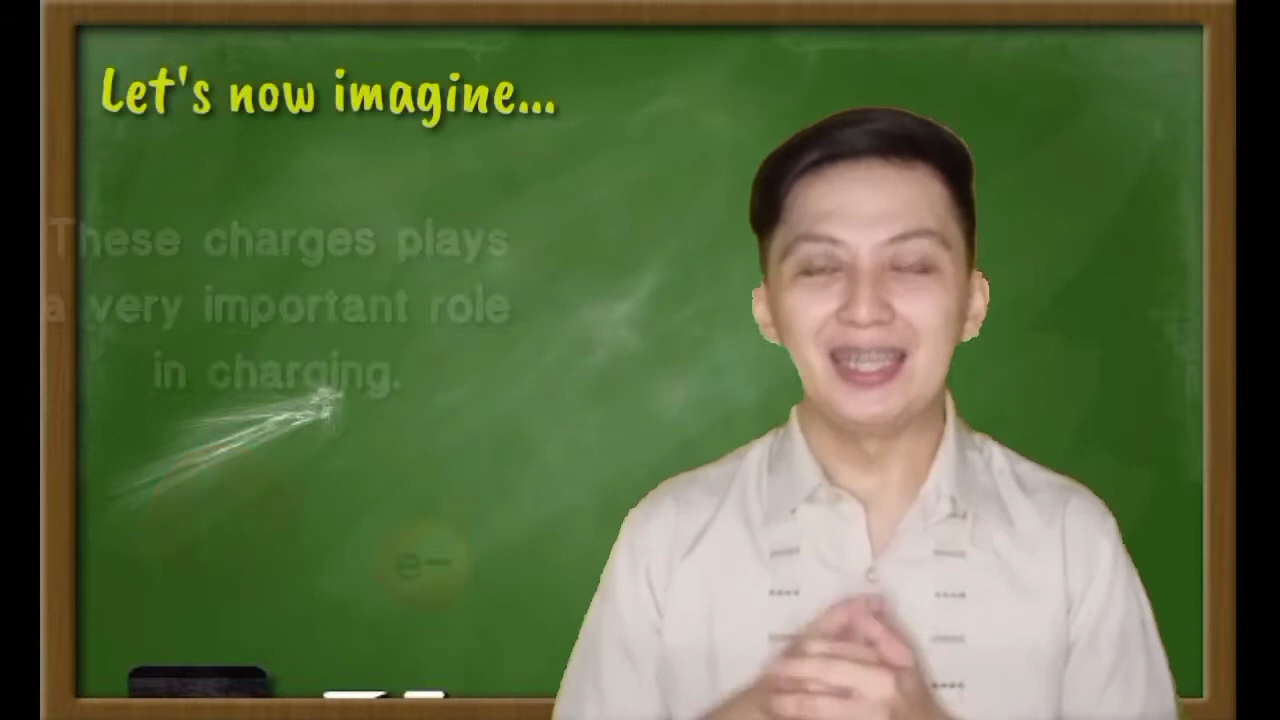 Let's now imagine...
These charges plays
a very important role
in charging.
e-